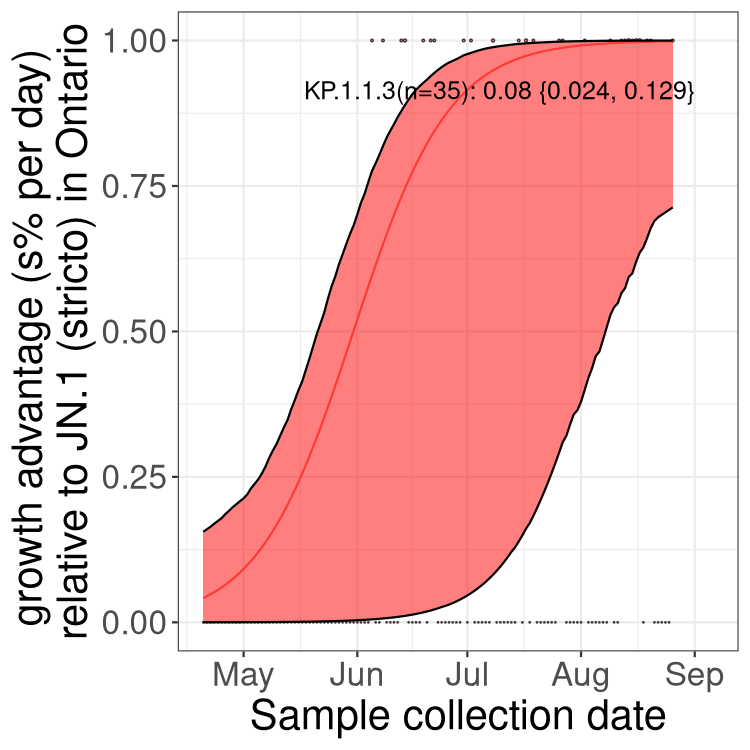 growth advantage (s% per day)
relative to JN.1 (stricto) in Ontario
1.00
0.75
0.50
0.25
0.00
KP.1.1.3(n=35): 0.08 {0.024, 0.129}
May Jun Jul Aug Sep
Sample collection date